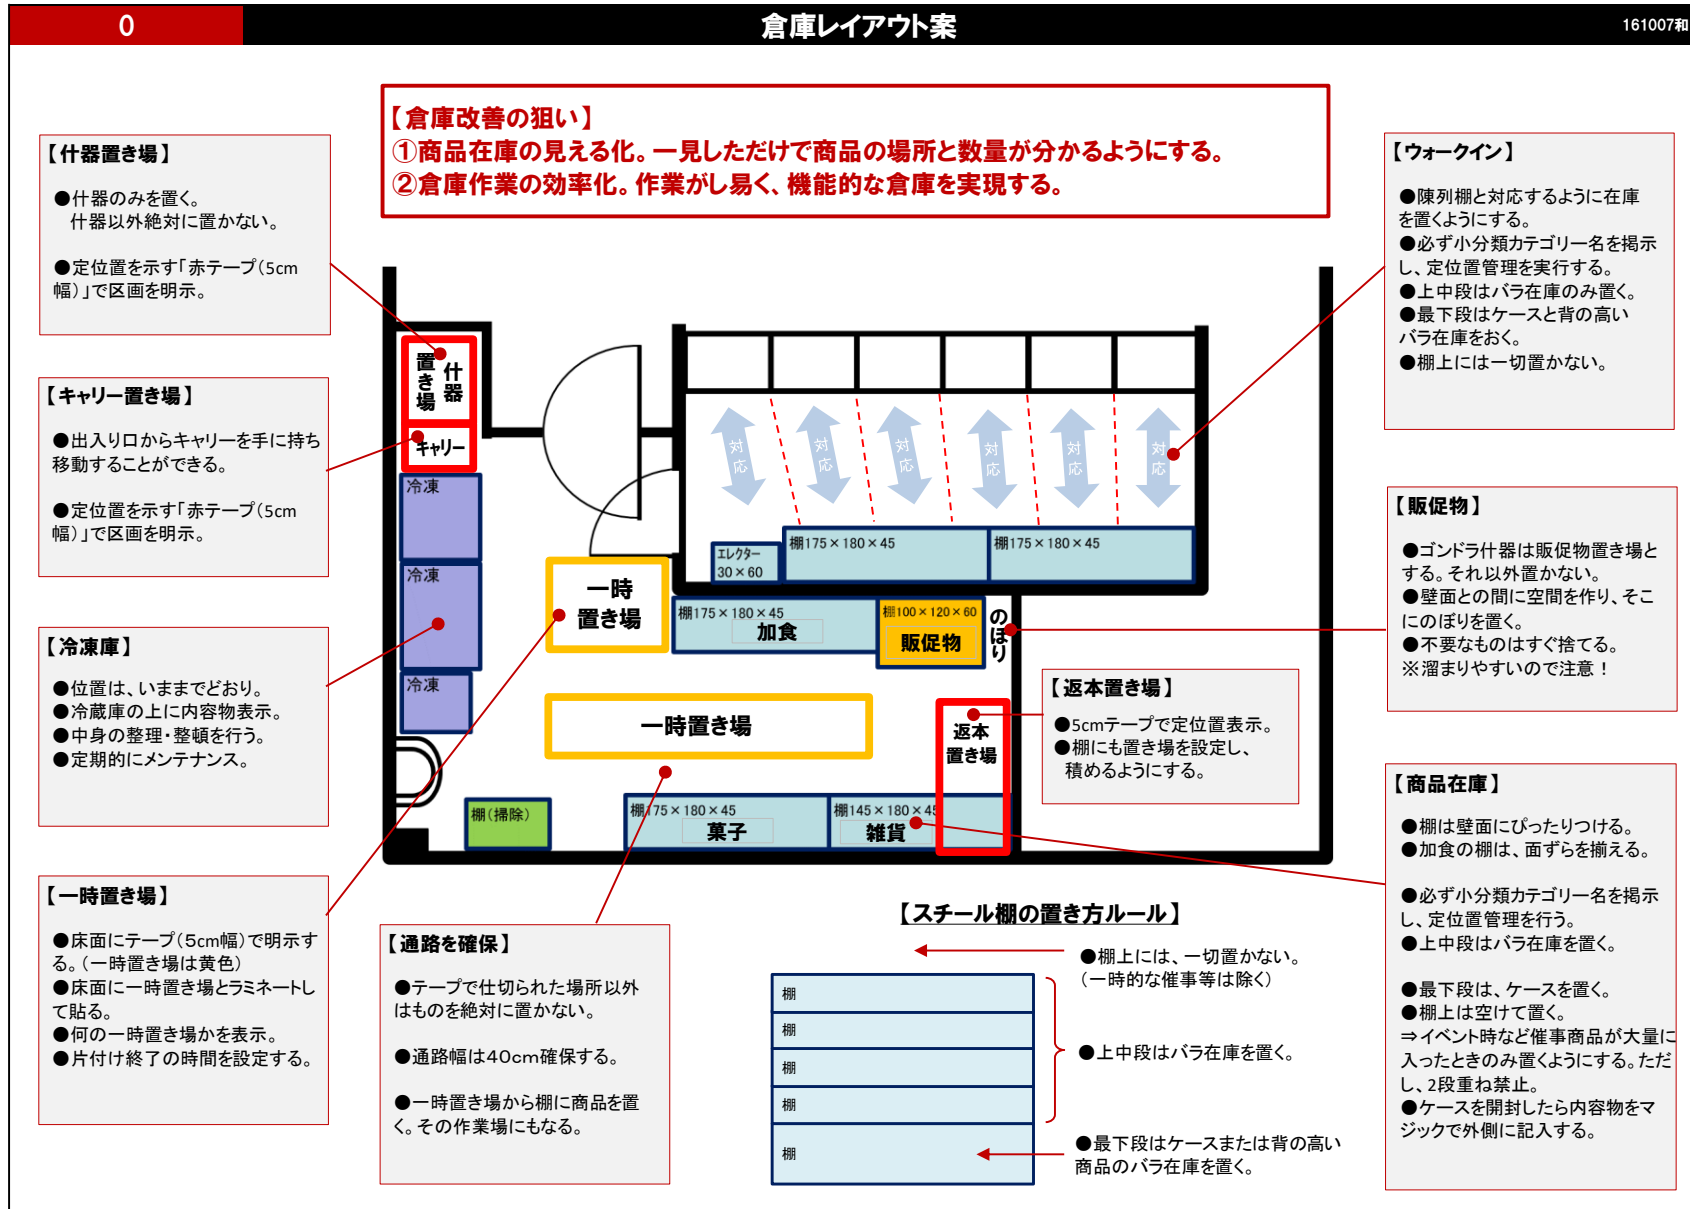 0
倉庫レイアウト案
161007和
【倉庫改善の狙い】
①商品在庫の見える化。一見しただけで商品の場所と数量が分かるようにする。
②倉庫作業の効率化。作業がし易く、機能的な倉庫を実現する。
【什器置き場】
●什器のみを置く。
什器以外絶対に置かない。
●定位置を示す「赤テープ(5cm
幅)」で区画を明示。
【キャリー置き場】
●出入り口からキャリーを手に持ち
移動することができる。
●定位置を示す「赤テープ(5cm
幅)」で区画を明示。
【冷凍庫】
●位置は、いままでどおり。
●冷蔵庫の上に内容物表示。
●中身の整理・整頓を行う。
●定期的にメンテナンス。
【一時置き場】
●床面にテープ(5cm幅)で明示す
る。(一時置き場は黄色)
●床面に一時置き場とラミネートし
て貼る。
●何の一時置き場かを表示。
●片付け終了の時間を設定する。
什器
置き場
キャリー
冷凍
冷凍
冷凍
対応
対応
対応
対応
対応
対応
エレクター
30×60
棚175×180×45
棚175×180×45
一時
置き場
棚175×180×45
加食
棚100×120×60
販促物
のぼり
一時置き場
返本
置き場
棚(掃除)
棚175×180×45
菓子
棚145×180×45
雑貨
【返本置き場】
●5cmテープで定位置表示。
●棚にも置き場を設定し、
積めるようにする。
【通路を確保】
●テープで仕切られた場所以外
はものを絶対に置かない。
●通路幅は40cm確保する。
●一時置き場から棚に商品を置
く。その作業場にもなる。
【スチール棚の置き方ルール】
●棚上には、一切置かない。
(一時的な催事等は除く)
棚
棚
棚
棚
棚
●上中段はバラ在庫を置く。
●最下段はケースまたは背の高い
商品のバラ在庫を置く。
【ウォークイン】
●陳列棚と対応するように在庫
を置くようにする。
●必ず小分類カテゴリー名を掲示
し、定位置管理を実行する。
●上中段はバラ在庫のみ置く。
●最下段はケースと背の高い
バラ在庫をおく。
●棚上には一切置かない。
【販促物】
●ゴンドラ什器は販促物置き場と
する。それ以外置かない。
●壁面との間に空間を作り、そこ
にのぼりを置く。
●不要なものはすぐ捨てる。
※溜まりやすいので注意!
【商品在庫】
●棚は壁面にぴったりつける。
●加食の棚は、面ずらを揃える。
●必ず小分類カテゴリー名を掲示
し、定位置管理を行う。
●上中段はバラ在庫を置く。
●最下段は、ケースを置く。
●棚上は空けて置く。
⇒イベント時など催事商品が大量に
入ったときのみ置くようにする。ただ
し、2段重ね禁止。
●ケースを開封したら内容物をマ
ジックで外側に記入する。